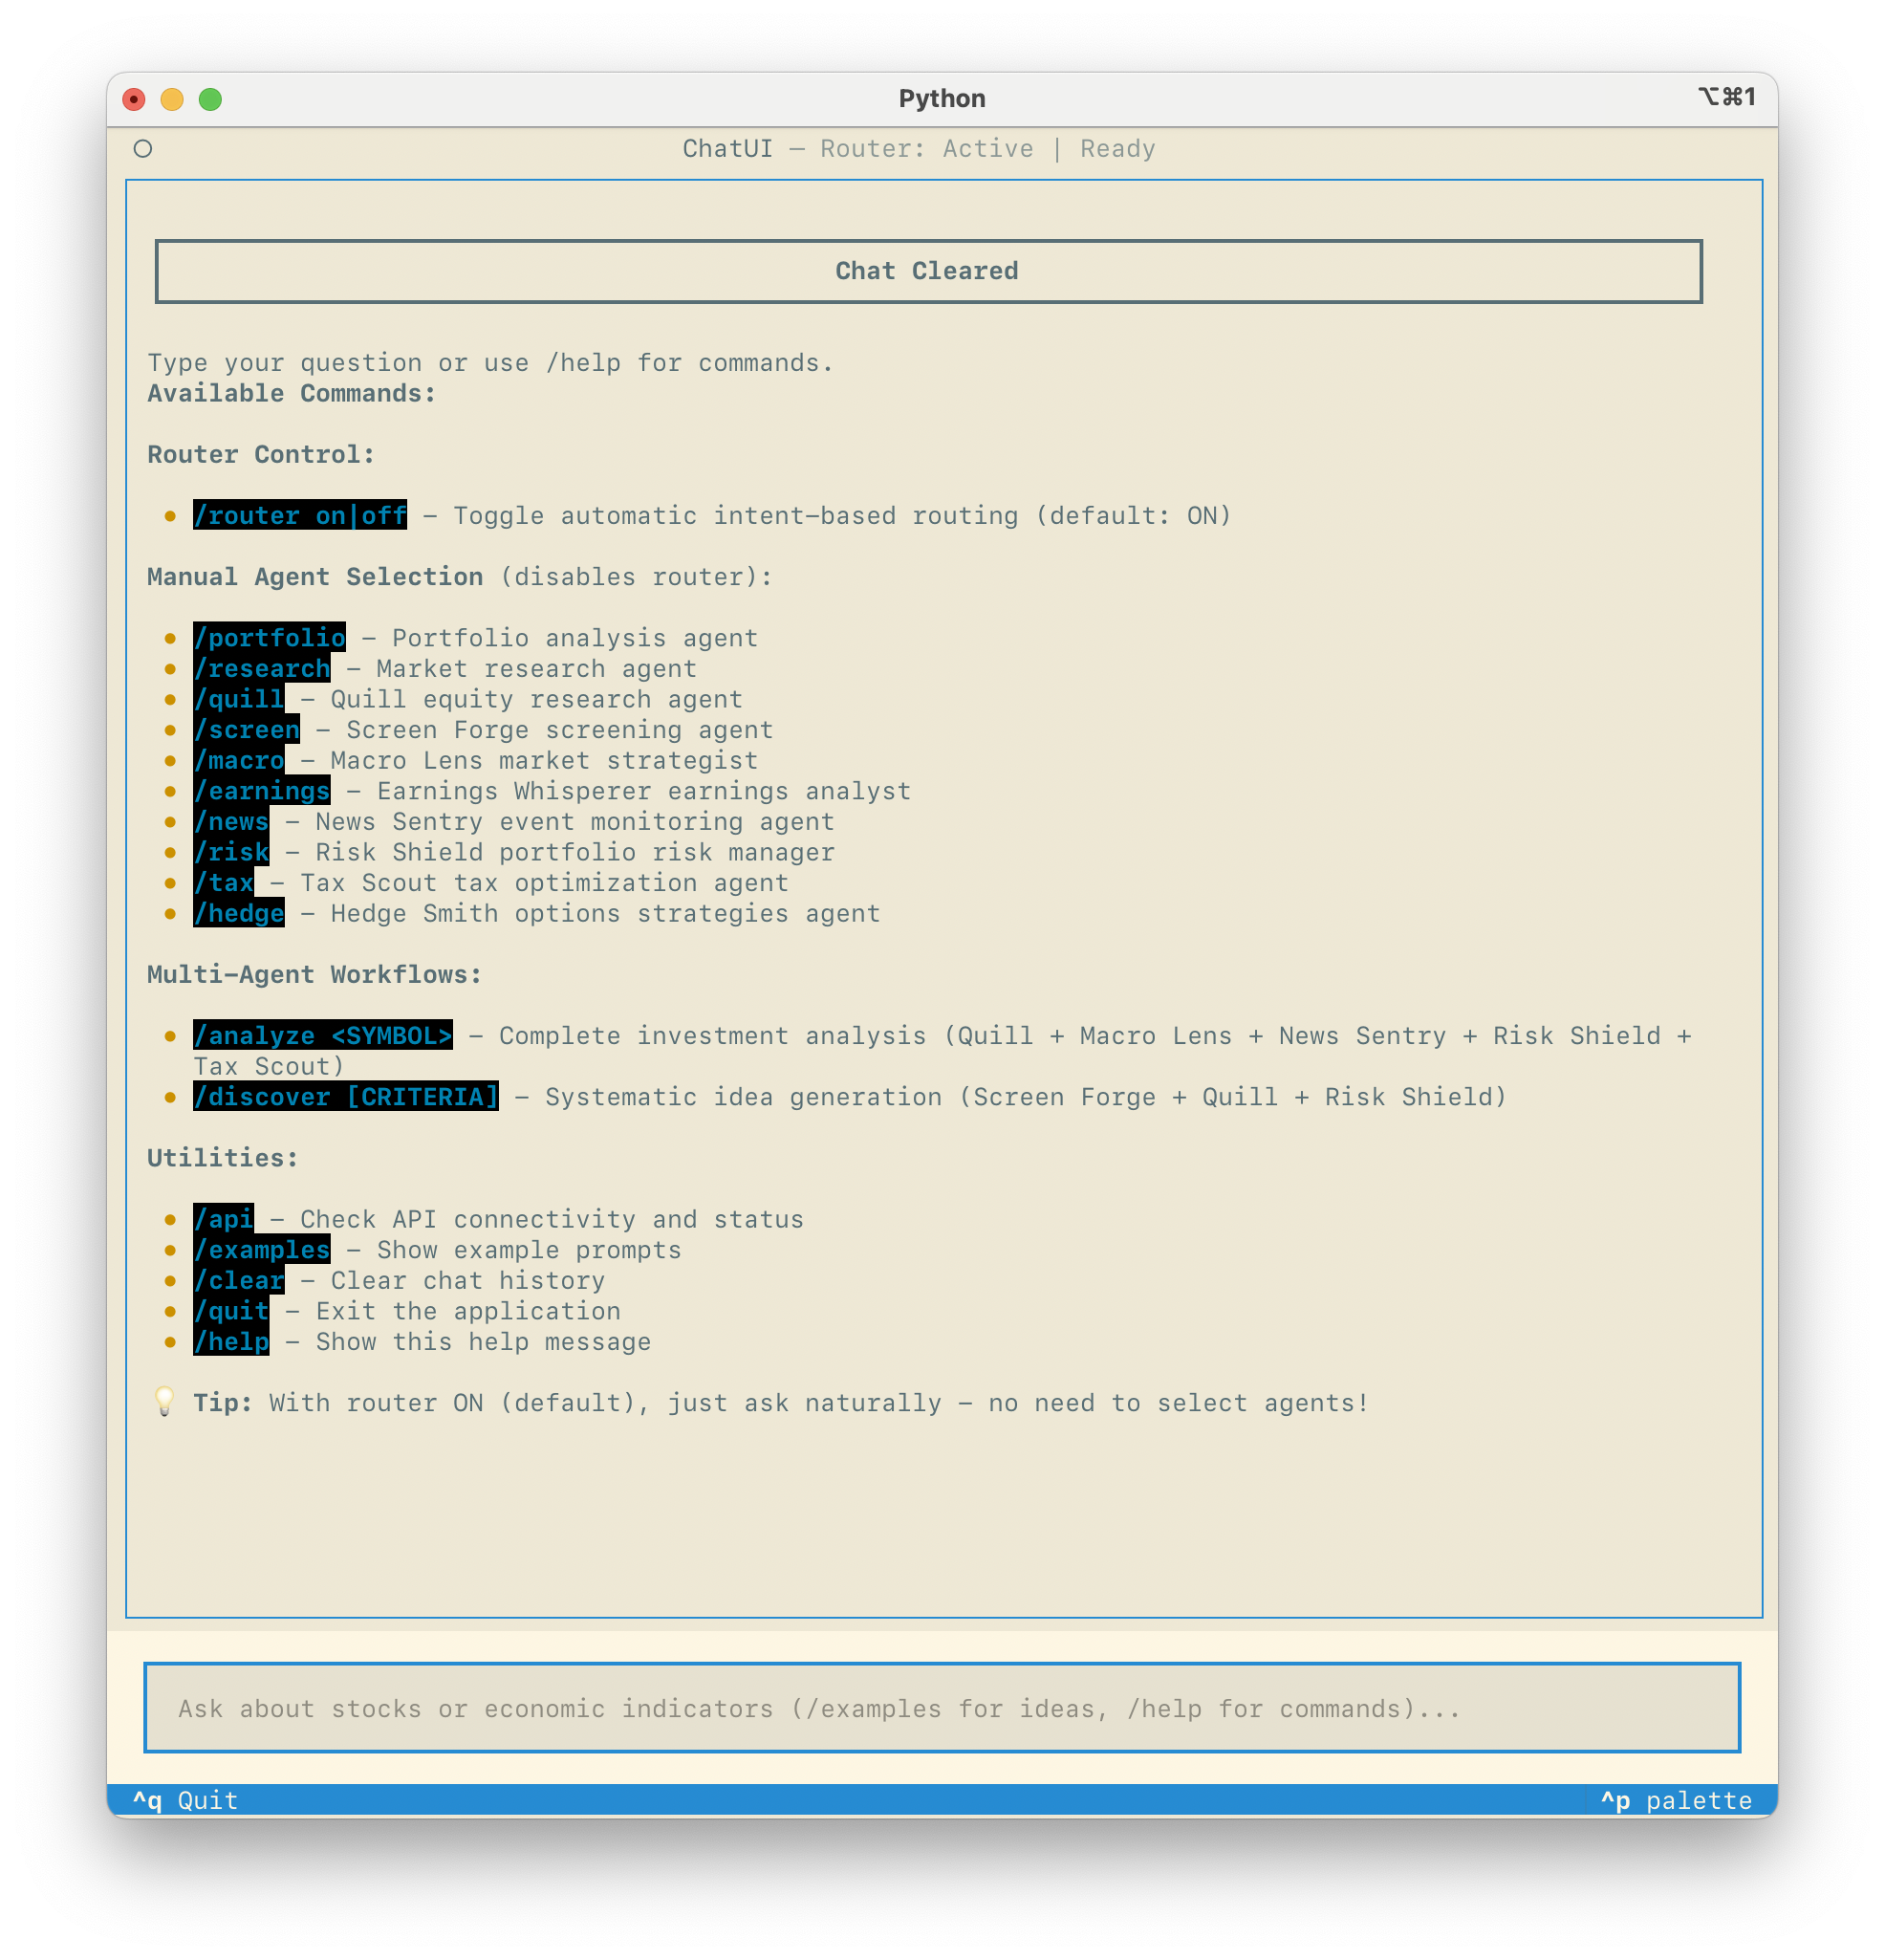 Python
⌥⌘1
ChatUI — Router: Active | Ready
Chat Cleared
Type your question or use /help for commands.
Available Commands:
Router Control:
• /router on|off – Toggle automatic intent-based routing (default: ON)
Manual Agent Selection (disables router):
• /portfolio – Portfolio analysis agent
• /research – Market research agent
• /quill – Quill equity research agent
• /screen – Screen Forge screening agent
• /macro – Macro Lens market strategist
• /earnings – Earnings Whisperer earnings analyst
• /news – News Sentry event monitoring agent
• /risk – Risk Shield portfolio risk manager
• /tax – Tax Scout tax optimization agent
• /hedge – Hedge Smith options strategies agent
Multi-Agent Workflows:
• /analyze <SYMBOL> – Complete investment analysis (Quill + Macro Lens + News Sentry + Risk Shield +
Tax Scout)
• /discover [CRITERIA] – Systematic idea generation (Screen Forge + Quill + Risk Shield)
Utilities:
• /api – Check API connectivity and status
• /examples – Show example prompts
• /clear – Clear chat history
• /quit – Exit the application
• /help – Show this help message
💡 Tip: With router ON (default), just ask naturally – no need to select agents!
Ask about stocks or economic indicators (/examples for ideas, /help for commands)...
^q Quit
^p palette